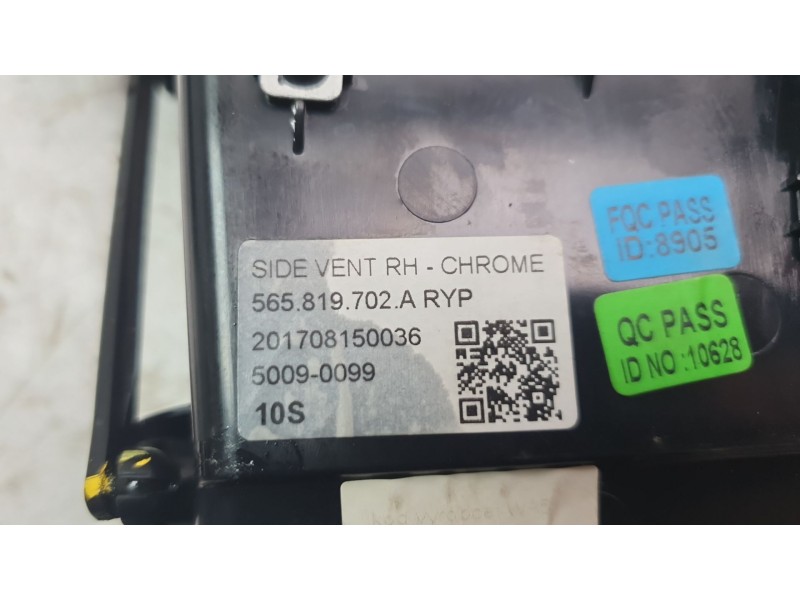 SIDE VENT RH - CHROME
565.819.702.A RYP
201708150036
5009-0099
10S
FQC PASS
ID:8905
QC PASS
ID NO :10628